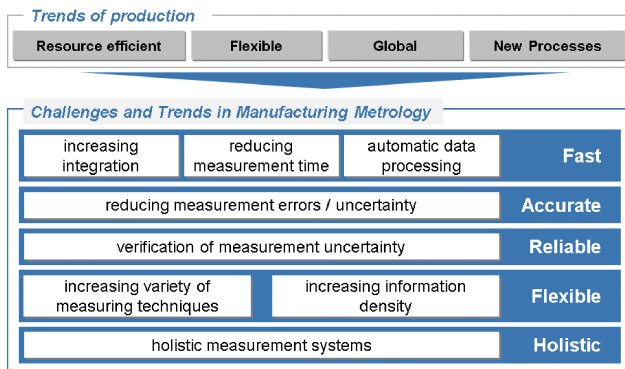 Trends of production
Resource efficient
Flexible
Global
New Processes
Challenges and Trends in Manufacturing Metrology
increasing
integration
reducing
measurement time
automatic data
processing
Fast
reducing measurement errors / uncertainty
Accurate
verification of measurement uncertainty
Reliable
increasing variety of
measuring techniques
increasing information
density
Flexible
holistic measurement systems
Holistic